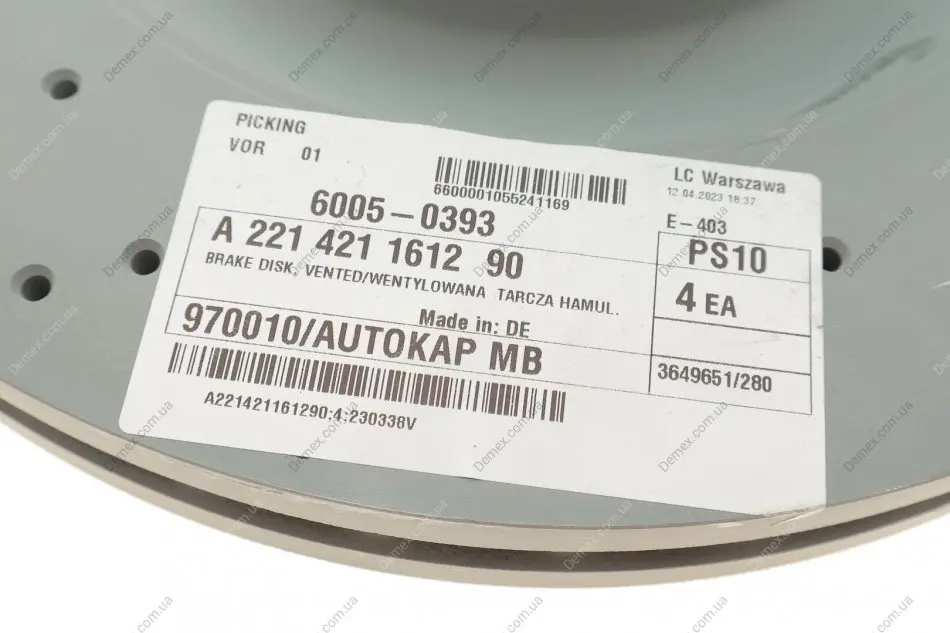 PICKING
VOR 01
6600001055241169
LC Warszawa
12.04.2023 18:37
6005-0393
E-403
A 221 421 1612 90
PS10
BRAKE DISK, VENTED/WENTYLOWANA TARCZA HAMUL.
4 EA
Made in: DE
970010/AUTOKAP MB
3649651/280
A221421161290;4;230338V
Demex.com.ua